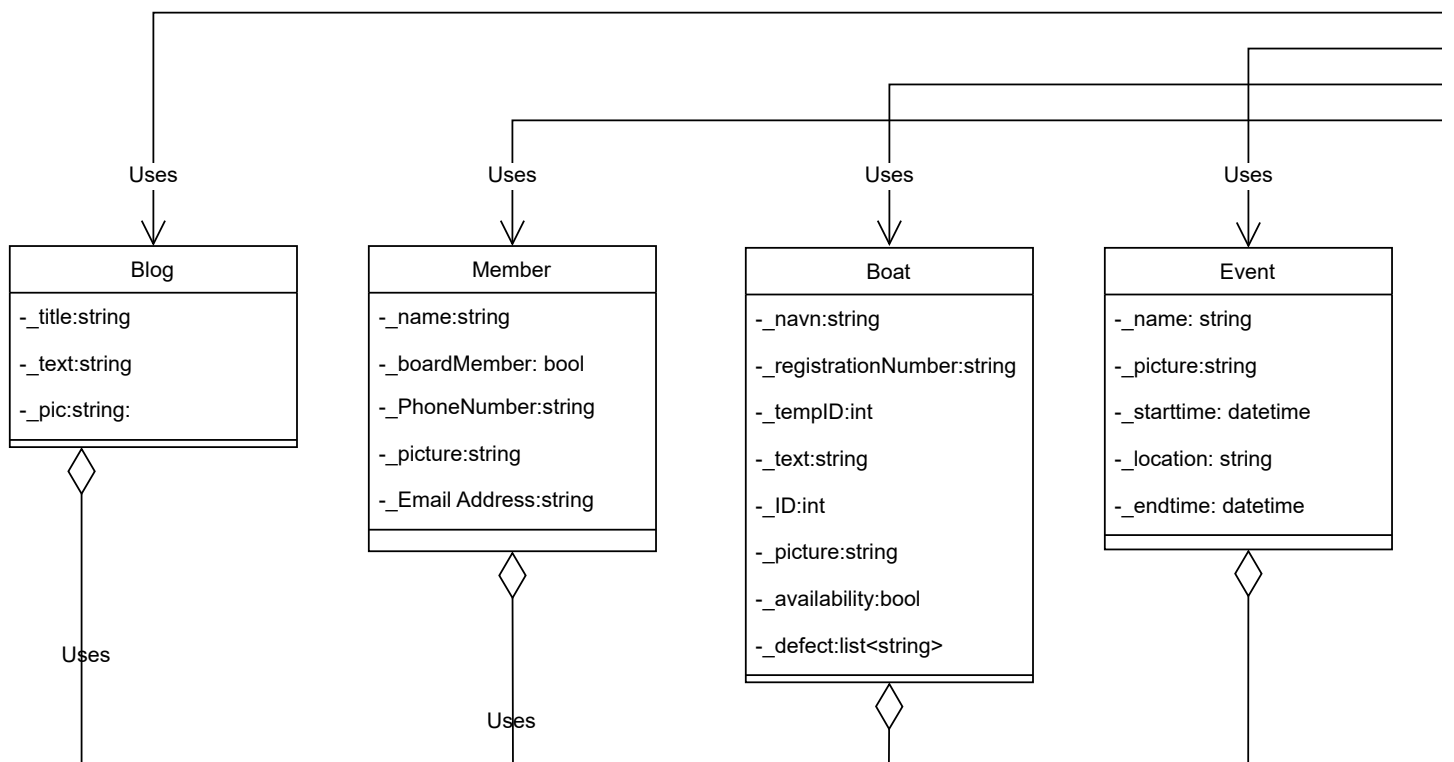 Uses
Uses
Uses
Uses
Blog
-_title:string
-_text:string
-_pic:string:
Uses
Member
-_name:string
-_boardMember: bool
-_PhoneNumber:string
-_picture:string
-_Email Address:string
Uses
Boat
-_navn:string
-_registrationNumber:string
-_tempID:int
-_text:string
-_ID:int
-_picture:string
-_availability:bool
-_defect:list<string>
Event
-_name: string
-_picture:string
-_starttime: datetime
-_location: string
-_endtime: datetime